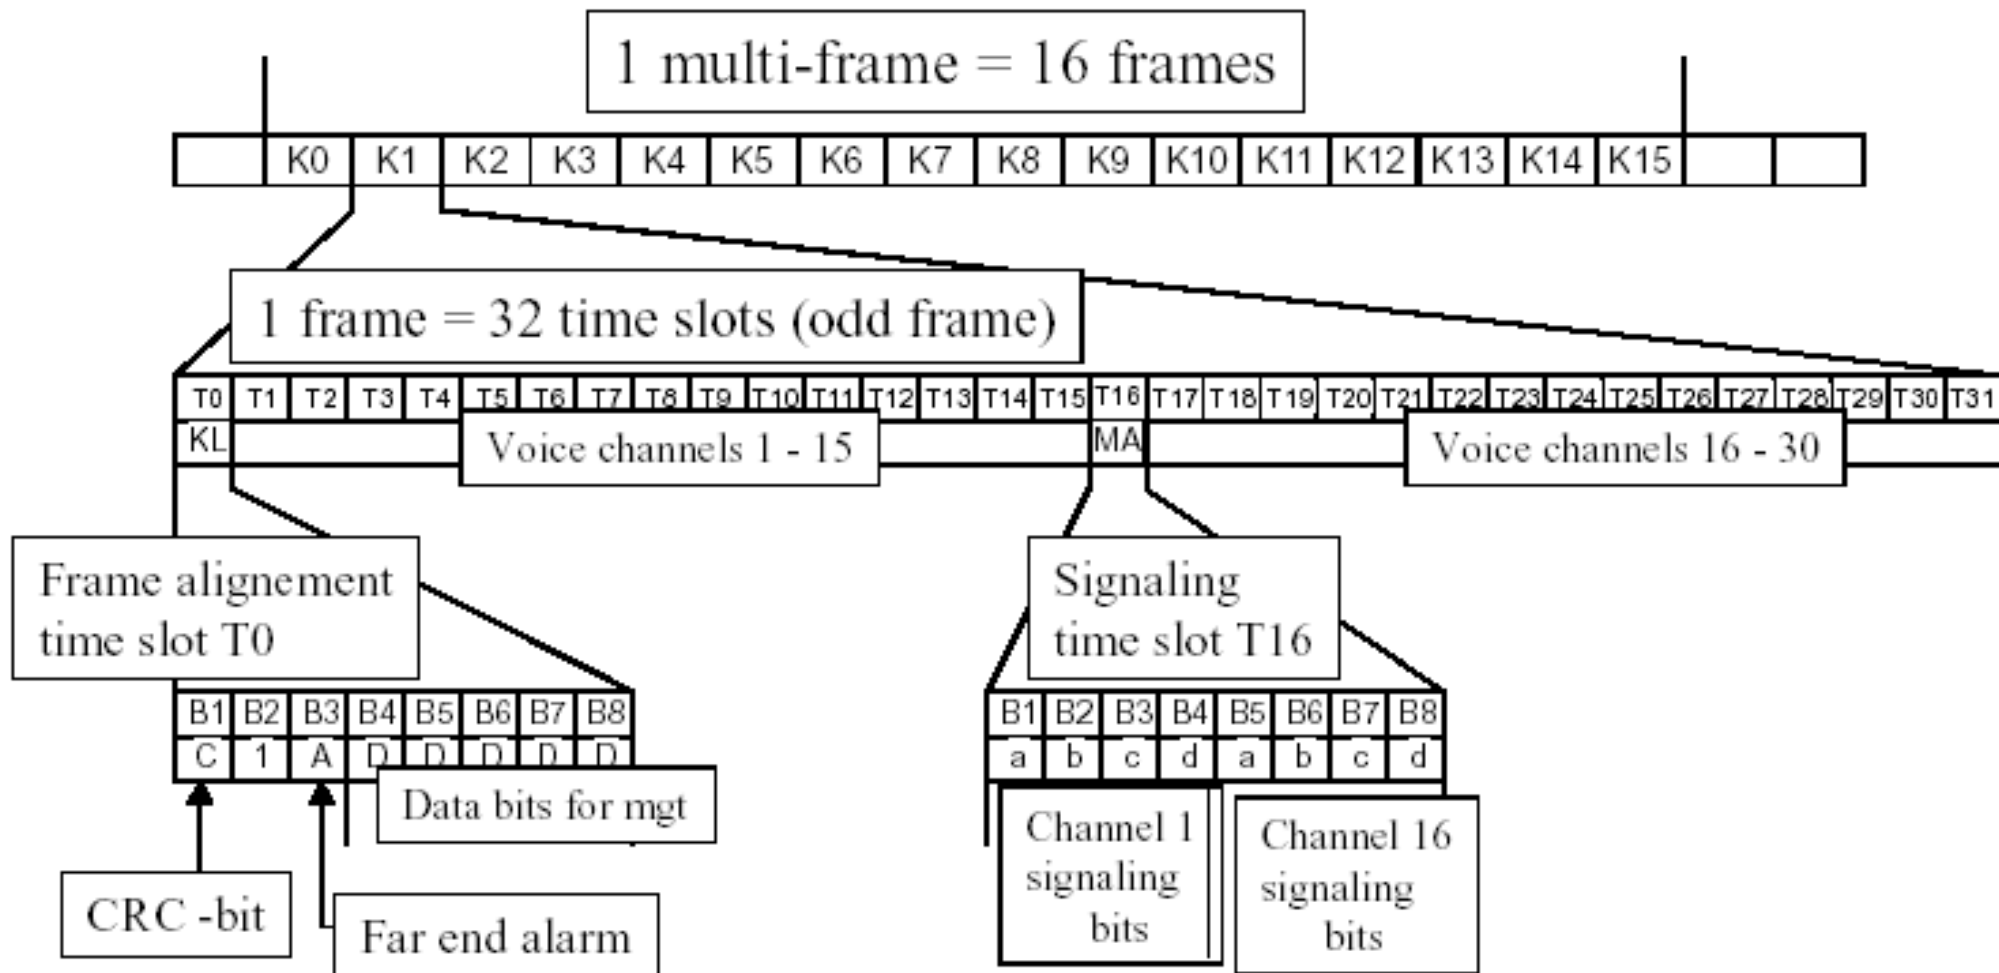 1 multi-frame = 16 frames
K0 K1 K2 K3 K4 K5 K6 K7 K8 K9 K10 K11 K12 K13 K14 K15
1 frame = 32 time slots (odd frame)
T0 T1 T2 T3 T4 T5 T6 T7 T8 T9 T10 T11 T12 T13 T14 T15 T16 T17 T18 T19 T20 T21 T22 T23 T24 T25 T26 T27 T28 T29 T30 T31
KL Voice channels 1 - 15 MA Voice channels 16 - 30
Frame alignement
time slot T0
Signaling
time slot T16
B1 B2 B3 B4 B5 B6 B7 B8
C 1 A D D D D D
B1 B2 B3 B4 B5 B6 B7 B8
a b c d a b c d
Data bits for mgt
CRC -bit
Far end alarm
Channel 1
signaling
bits
Channel 16
signaling
bits